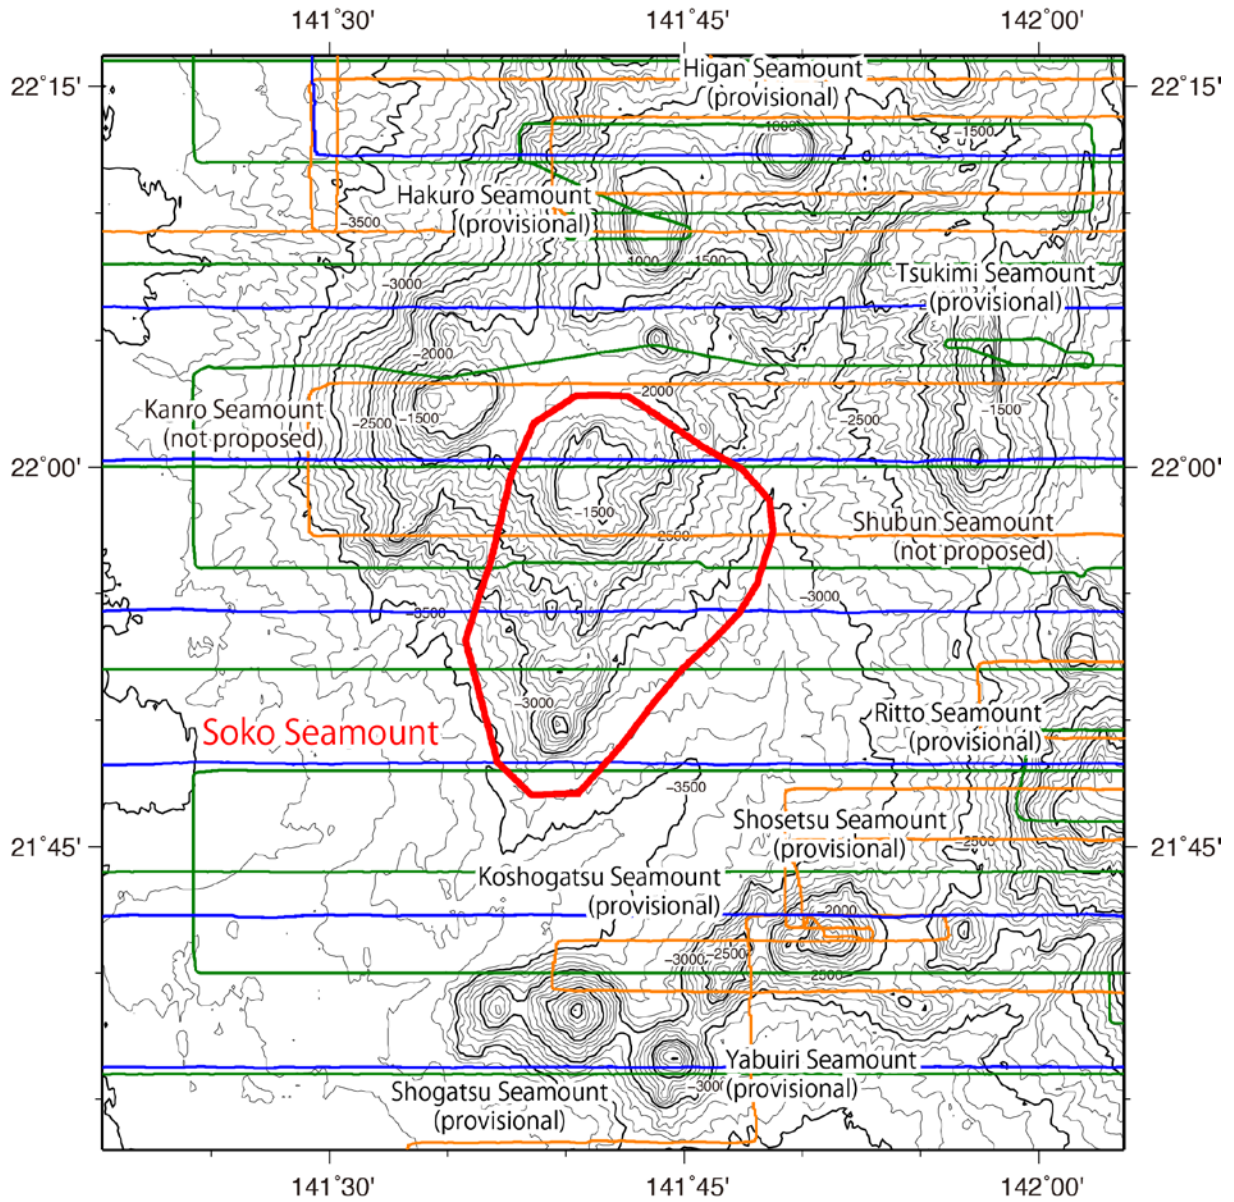 141°30'
141°45'
142°00'
22°15'
22°15'
Higan Seamount
(provisional)
-1500
Hakuro Seamount
(provisional)
-3500
1000
-1500
-3000
Tsukimi Seamount
(provisional)
-2000
-2000
Kanro Seamount
(not proposed)
-1500
-2500
-1500
-2500
22°00'
22°00'
-1500
Shubun Seamount
(not proposed)
-2500
-3000
-3500
-3000
Soko Seamount
Ritto Seamount
(provisional)
-3500
Shosetsu Seamount
(provisional)
-2500
21°45'
21°45'
Koshogatsu Seamount
(provisional)
-2000
-2500
-3000
-2500
Yabuiri Seamount
(provisional)
-3000
Shogatsu Seamount
(provisional)
141°30'
141°45'
142°00'